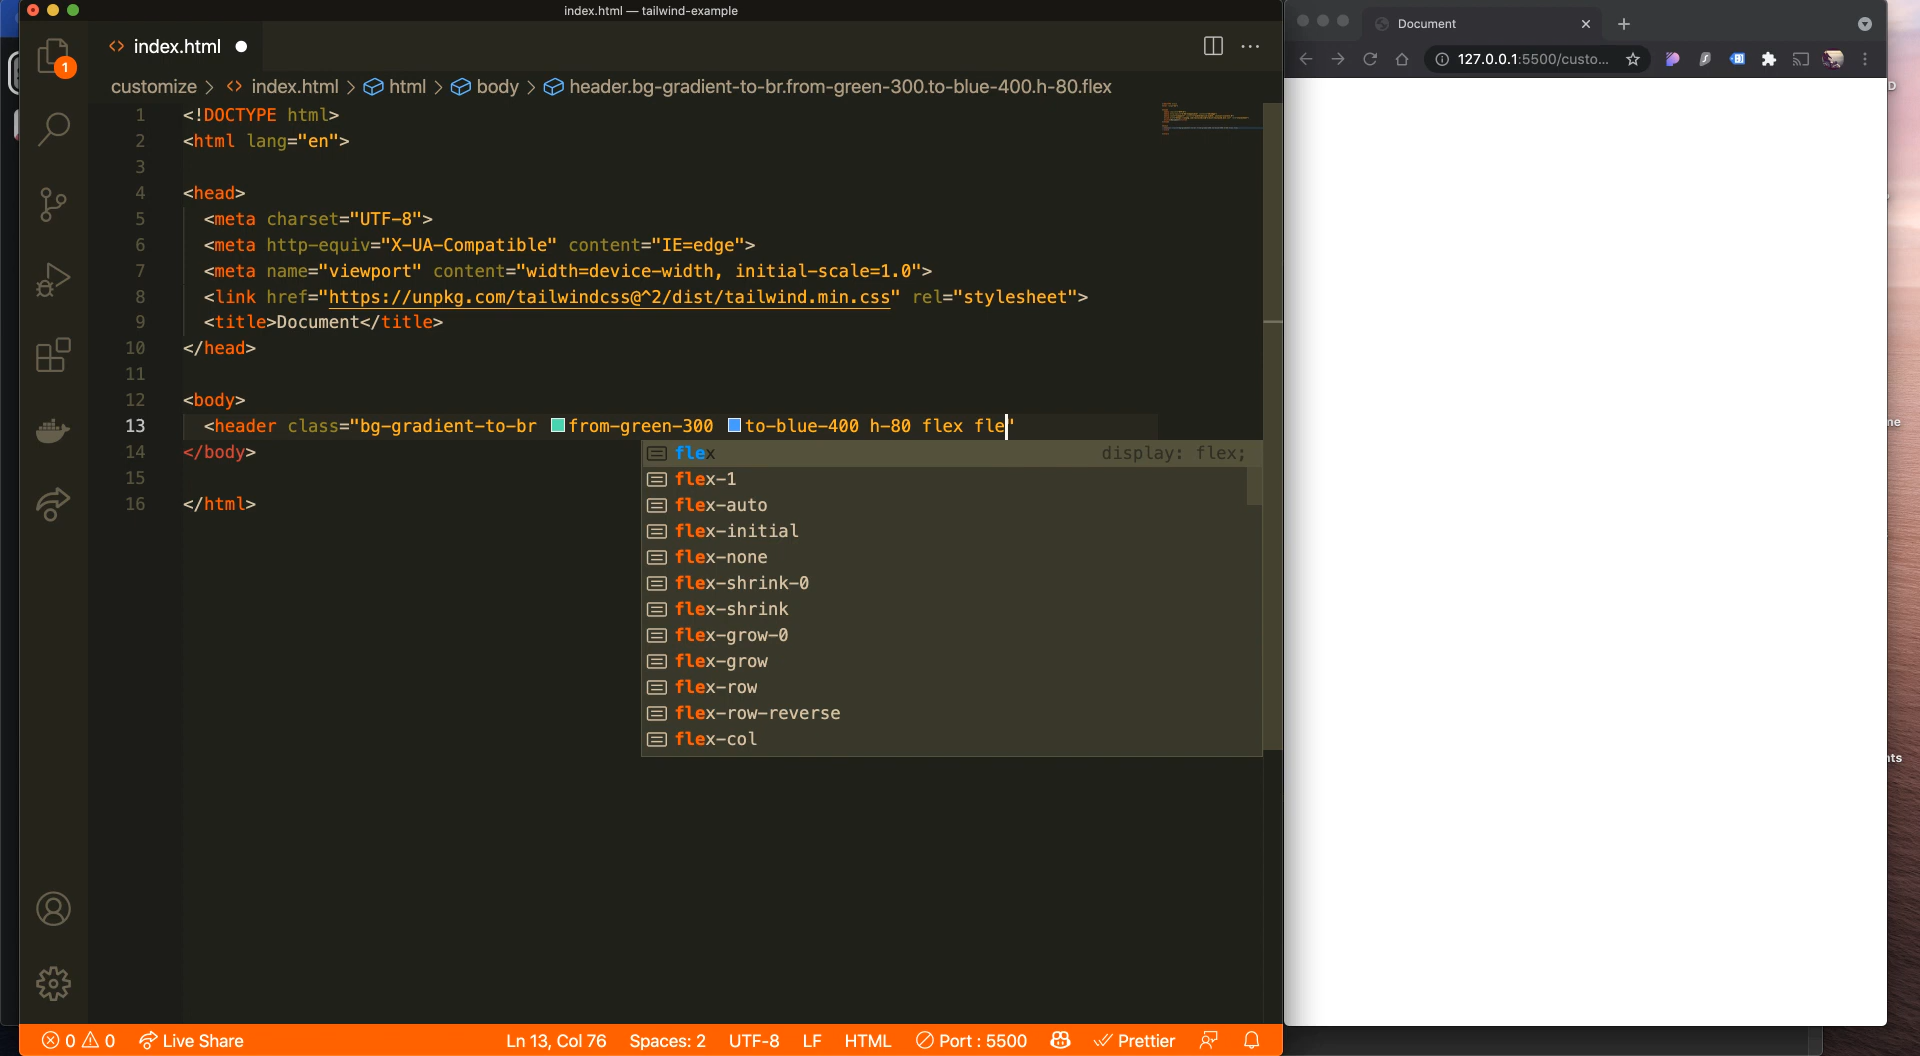 index.html — tailwind-example
index.html
customize > index.html > html > body > header.bg-gradient-to-br.from-green-300.to-blue-400.h-80.flex
1 <!DOCTYPE html>
2 <html lang="en">
3
4 <head>
5 <meta charset="UTF-8">
6 <meta http-equiv="X-UA-Compatible" content="IE=edge">
7 <meta name="viewport" content="width=device-width, initial-scale=1.0">
8 <link href="https://unpkg.com/tailwindcss@^2/dist/tailwind.min.css" rel="stylesheet">
9 <title>Document</title>
10 </head>
11
12 <body>
13 <header class="bg-gradient-to-br from-green-300 to-blue-400 h-80 flex fle"
14 </body>
15
16 </html>
flex display: flex;
flex-1
flex-auto
flex-initial
flex-none
flex-shrink-0
flex-shrink
flex-grow-0
flex-grow
flex-row
flex-row-reverse
flex-col
1
0 0 Live Share Ln 13, Col 76 Spaces: 2 UTF-8 LF HTML Port : 5500 Prettier
Document
127.0.0.1:5500/custo...
D
me
nts